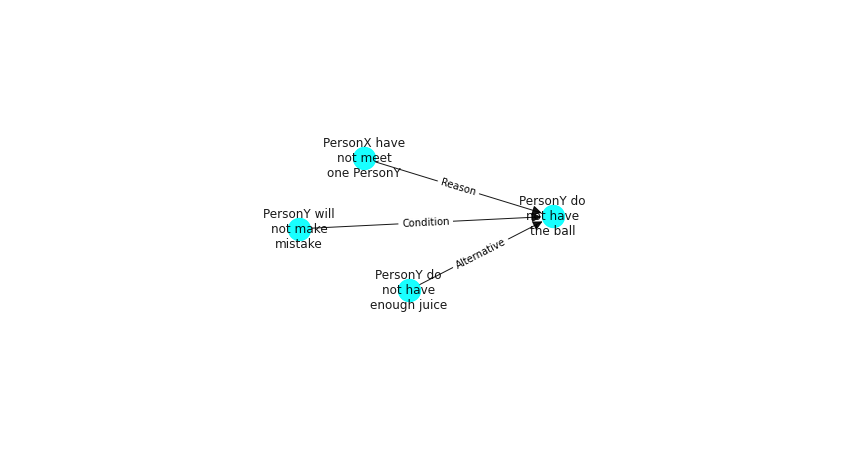 PersonX have
not meet
one PersonY
Reason
PersonY do
not have
the ball
PersonY will
not make
mistake
Condition
Alternative
PersonY do
not have
enough juice